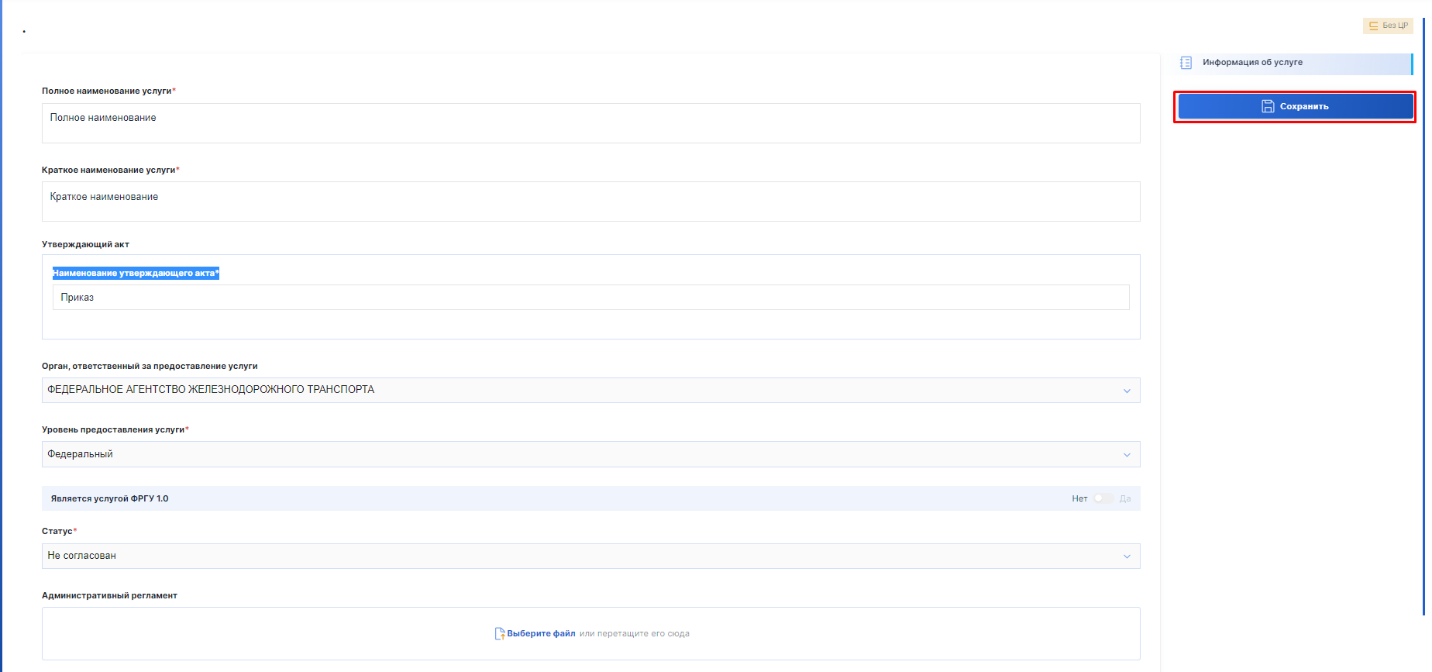 .
Без ЦР
Информация об услуге
Сохранить
Полное наименование услуги*
Полное наименование
Краткое наименование услуги*
Краткое наименование
Утверждающий акт
Наименование утверждающего акта*
Приказ
Орган, ответственный за предоставление услуги
ФЕДЕРАЛЬНОЕ АГЕНТСТВО ЖЕЛЕЗНОДОРОЖНОГО ТРАНСПОРТА
Уровень предоставления услуги*
Федеральный
Является услугой ФРГУ 1.0 Нет Да
Статус*
Не согласован
Административный регламент
Выберите файл или перетащите его сюда